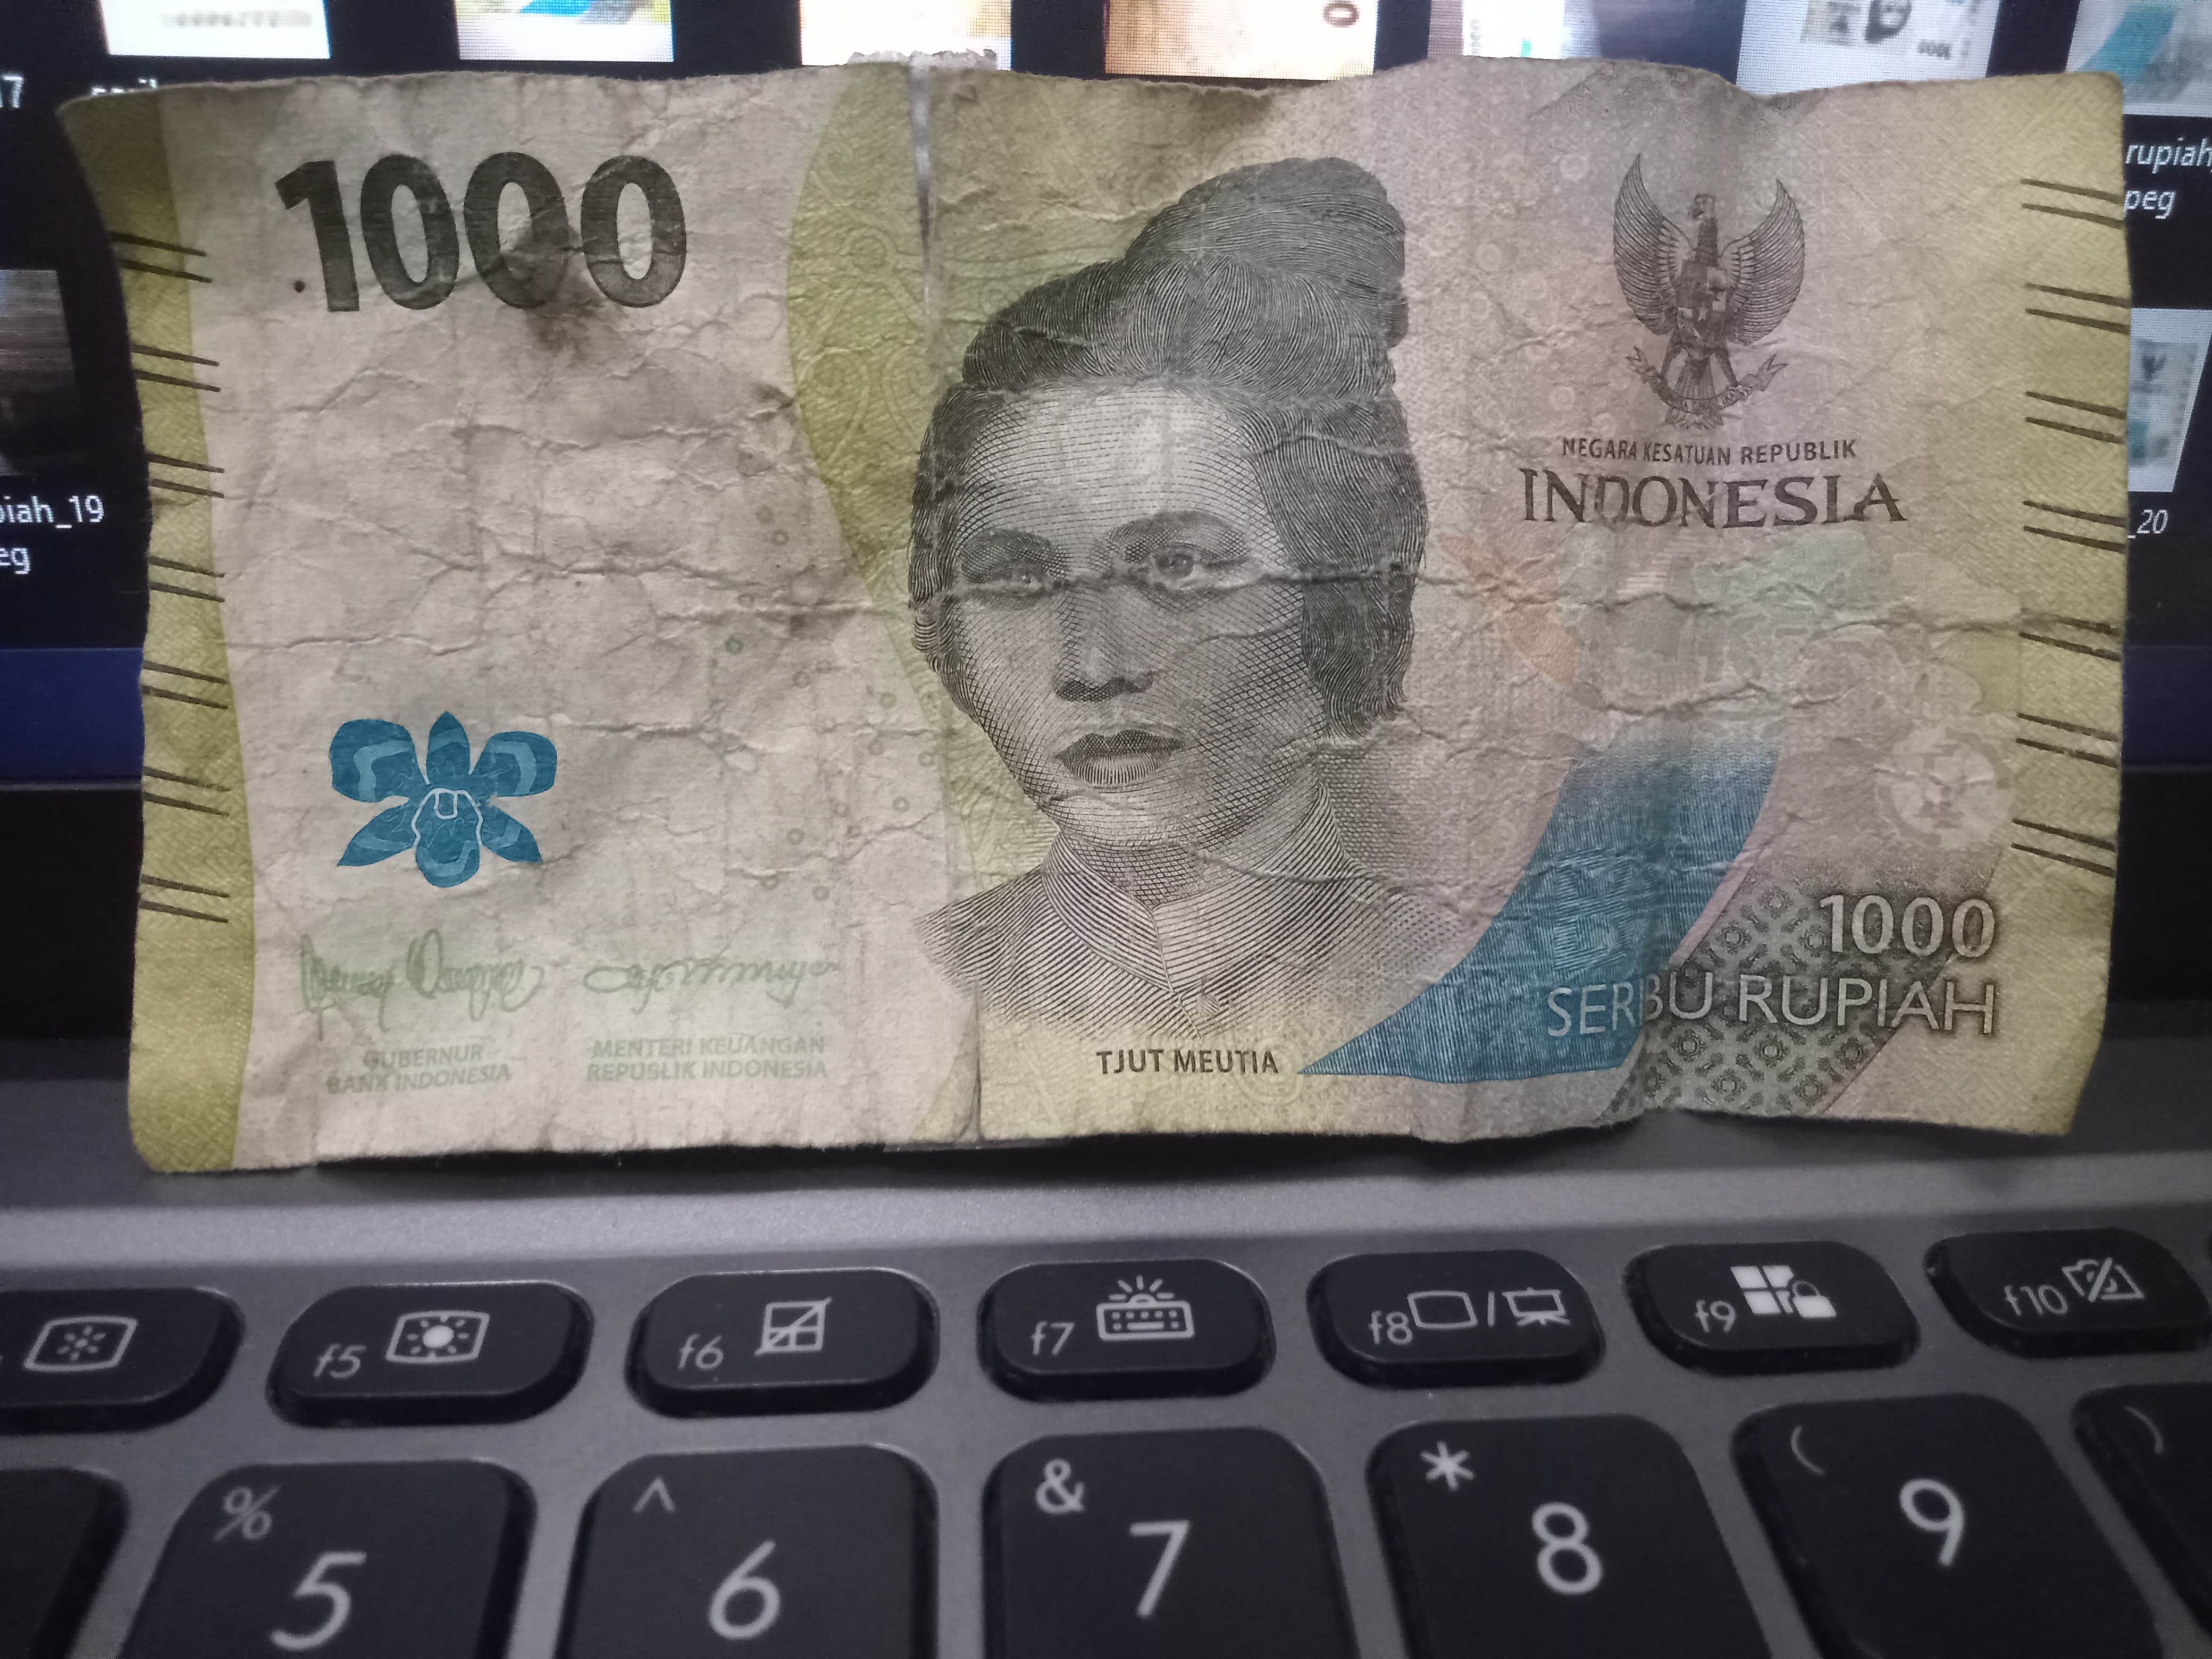 17
rupiah
peg
1000
NEGARA KESATUAN REPUBLIK
INDONESIA
piah_19
eg
_20
GUBERNUR
BANK INDONESIA
MENTERI KEUANGAN
REPUBLIK INDONESIA
TJUT MEUTIA
1000
SERIBU RUPIAH
f5
f6
f7
f8 /
f9
f10
% ^ & * ( )
5 6 7 8 9